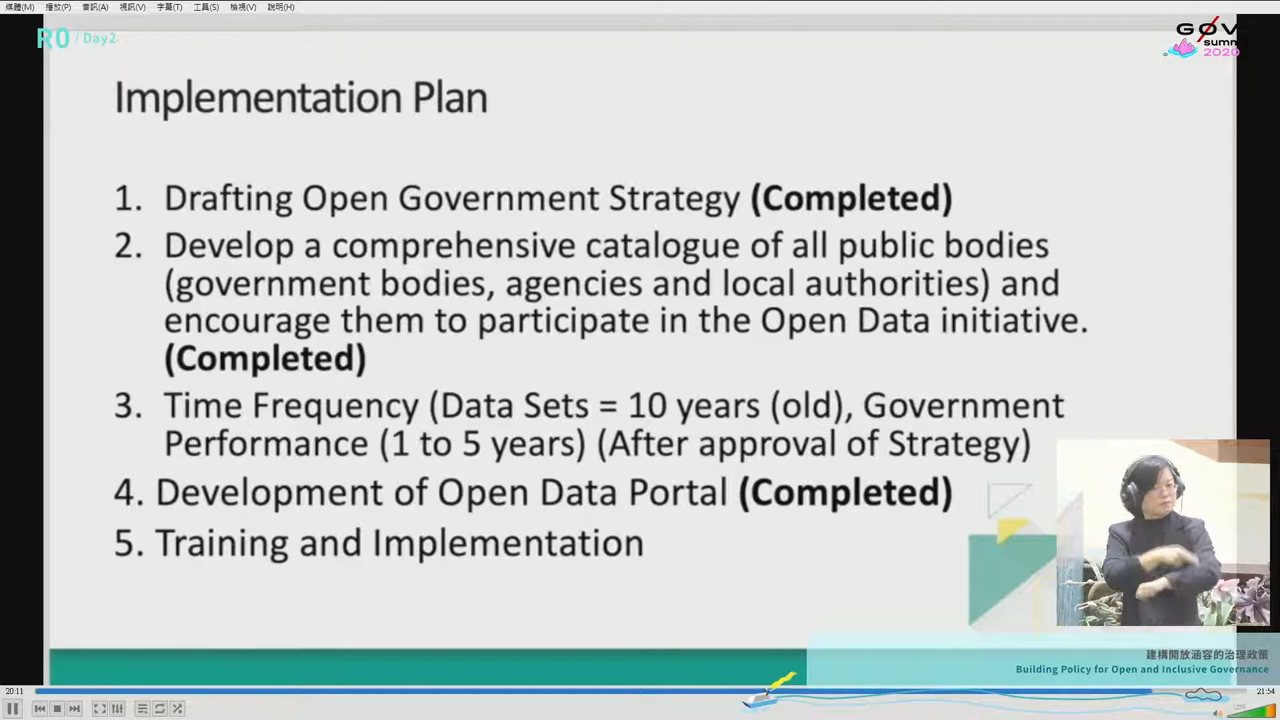 媒體(M) 播放(P) 音訊(A) 視訊(V) 字幕(T) 工具(S) 檢視(V) 說明(H)
R0 / Day2
GØV
summ
2020
Implementation Plan
1. Drafting Open Government Strategy (Completed)
2. Develop a comprehensive catalogue of all public bodies
(government bodies, agencies and local authorities) and
encourage them to participate in the Open Data initiative.
(Completed)
3. Time Frequency (Data Sets = 10 years (old), Government
Performance (1 to 5 years) (After approval of Strategy)
4. Development of Open Data Portal (Completed)
5. Training and Implementation
建構開放涵容的治理政策
Building Policy for Open and Inclusive Governance
20:11
21:54